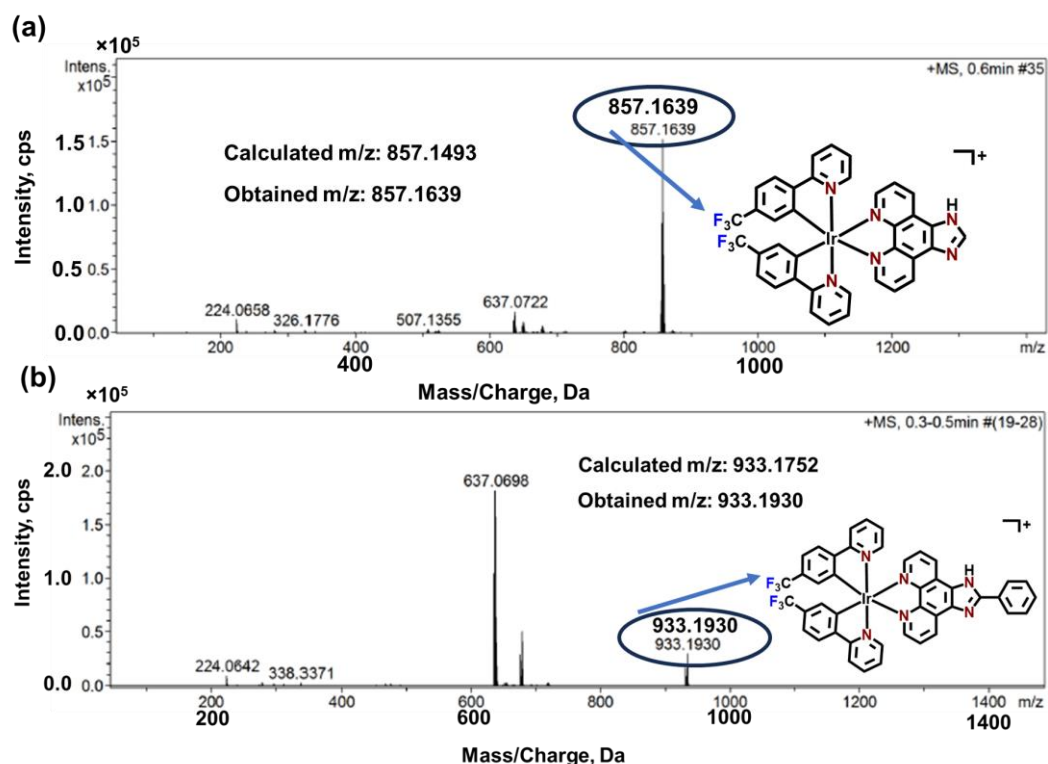 (a)
×10⁵
Intens.
x10⁵
+MS, 0.6min #35
857.1639
857.1639
1.5 1.5
Calculated m/z: 857.1493
Obtained m/z: 857.1639
Intensity, cps
1.0 1.0
0.5 0.5
0.0 0.0
224.0658
326.1776
507.1355
637.0722
F₃C
F₃C
N
N
Ir
N
N
H
N
N
+
200 400 600 800 1000 1200 m/z
400 1000
Mass/Charge, Da
(b)
×10⁵
Intens.
x10⁵
+MS, 0.3-0.5min #(19-28)
2.0 2.0
1.5
1.0 1.0
0.5
0.0 0.0
Intensity, cps
637.0698
Calculated m/z: 933.1752
Obtained m/z: 933.1930
933.1930
933.1930
224.0642
338.3371
F₃C
F₃C
N
N
Ir
N
N
H
N
N
+
200 400 600 800 1000 1200 1400 m/z
200 600 1000 1400
Mass/Charge, Da